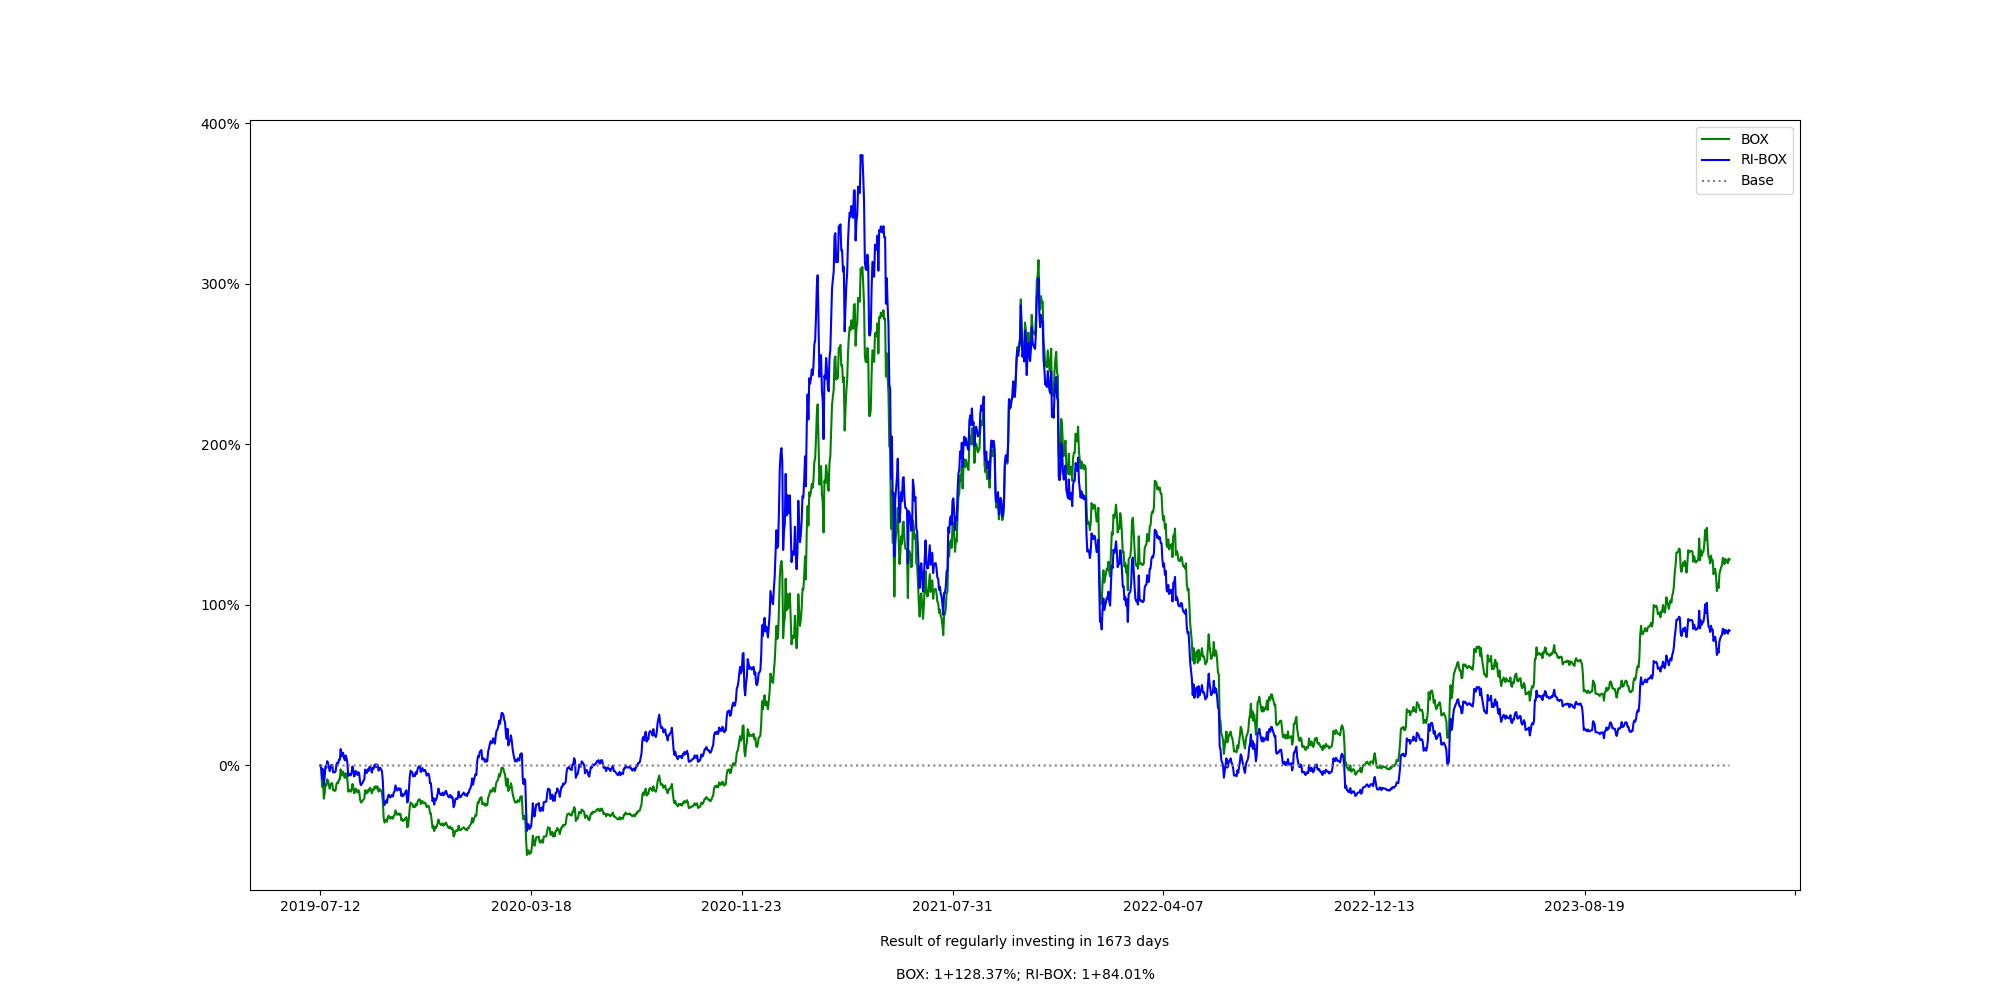 400%
300%
200%
100%
0%
BOX
RI-BOX
Base
2019-07-12 2020-03-18 2020-11-23 2021-07-31 2022-04-07 2022-12-13 2023-08-19
Result of regularly investing in 1673 days
BOX: 1+128.37%; RI-BOX: 1+84.01%